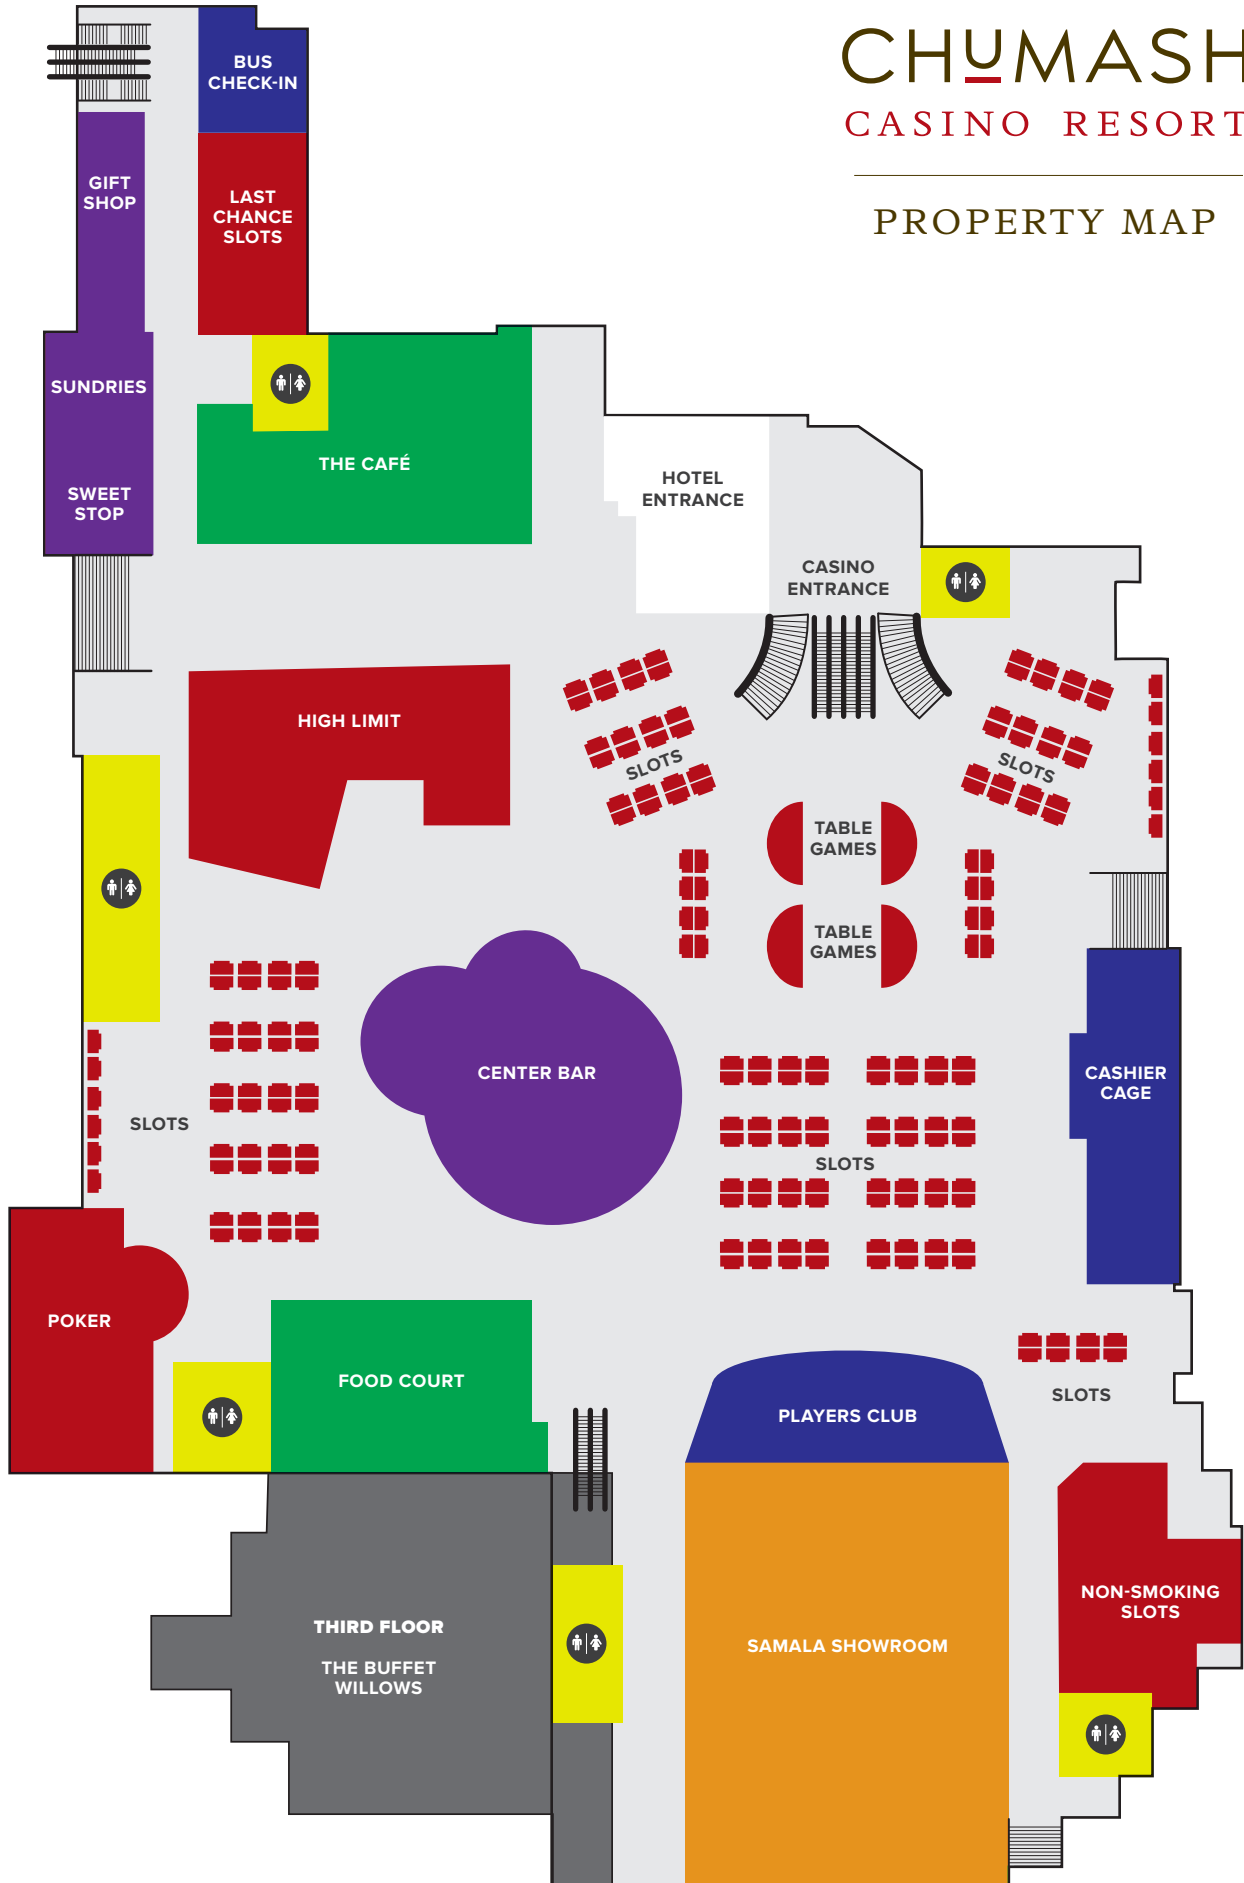 CHUMASH
CASINO RESORT
PROPERTY MAP
BUS
CHECK-IN
GIFT
SHOP
LAST
CHANCE
SLOTS
SUNDRIES
SWEET
STOP
THE CAFÉ
HOTEL
ENTRANCE
CASINO
ENTRANCE
HIGH LIMIT
SLOTS
SLOTS
TABLE
GAMES
TABLE
GAMES
CENTER BAR
CASHIER
CAGE
SLOTS
SLOTS
POKER
FOOD COURT
PLAYERS CLUB
SLOTS
NON-SMOKING
SLOTS
THIRD FLOOR
THE BUFFET
WILLOWS
SAMALA SHOWROOM